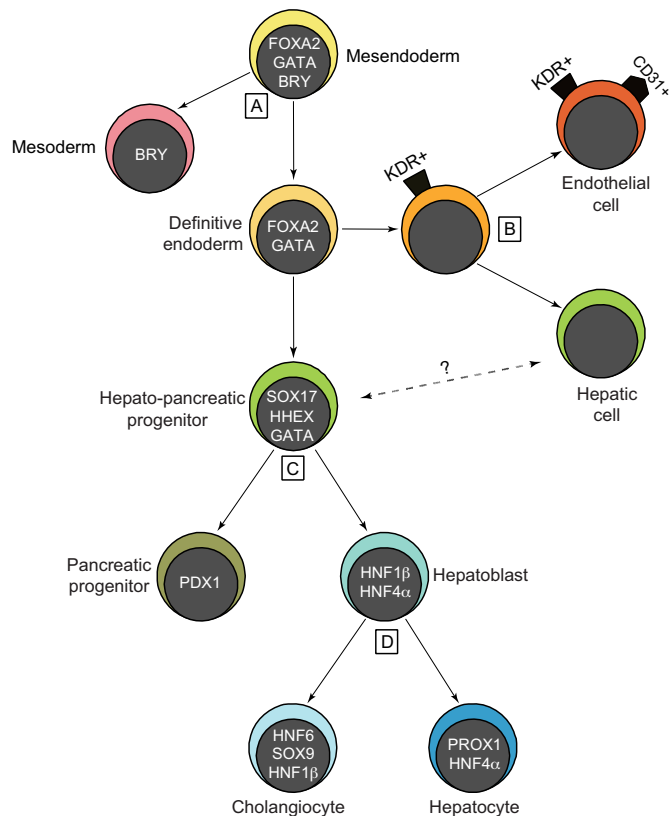 FOXA2
GATA
BRY
Mesendoderm
KDR+
CD31+
A
Mesoderm
BRY
Endothelial
cell
KDR+
Definitive
endoderm
FOXA2
GATA
B
?
Hepato-pancreatic
progenitor
SOX17
HHEX
GATA
Hepatic
cell
C
Pancreatic
progenitor
PDX1
HNF1β
HNF4α
Hepatoblast
D
HNF6
SOX9
HNF1β
PROX1
HNF4α
Cholangiocyte
Hepatocyte